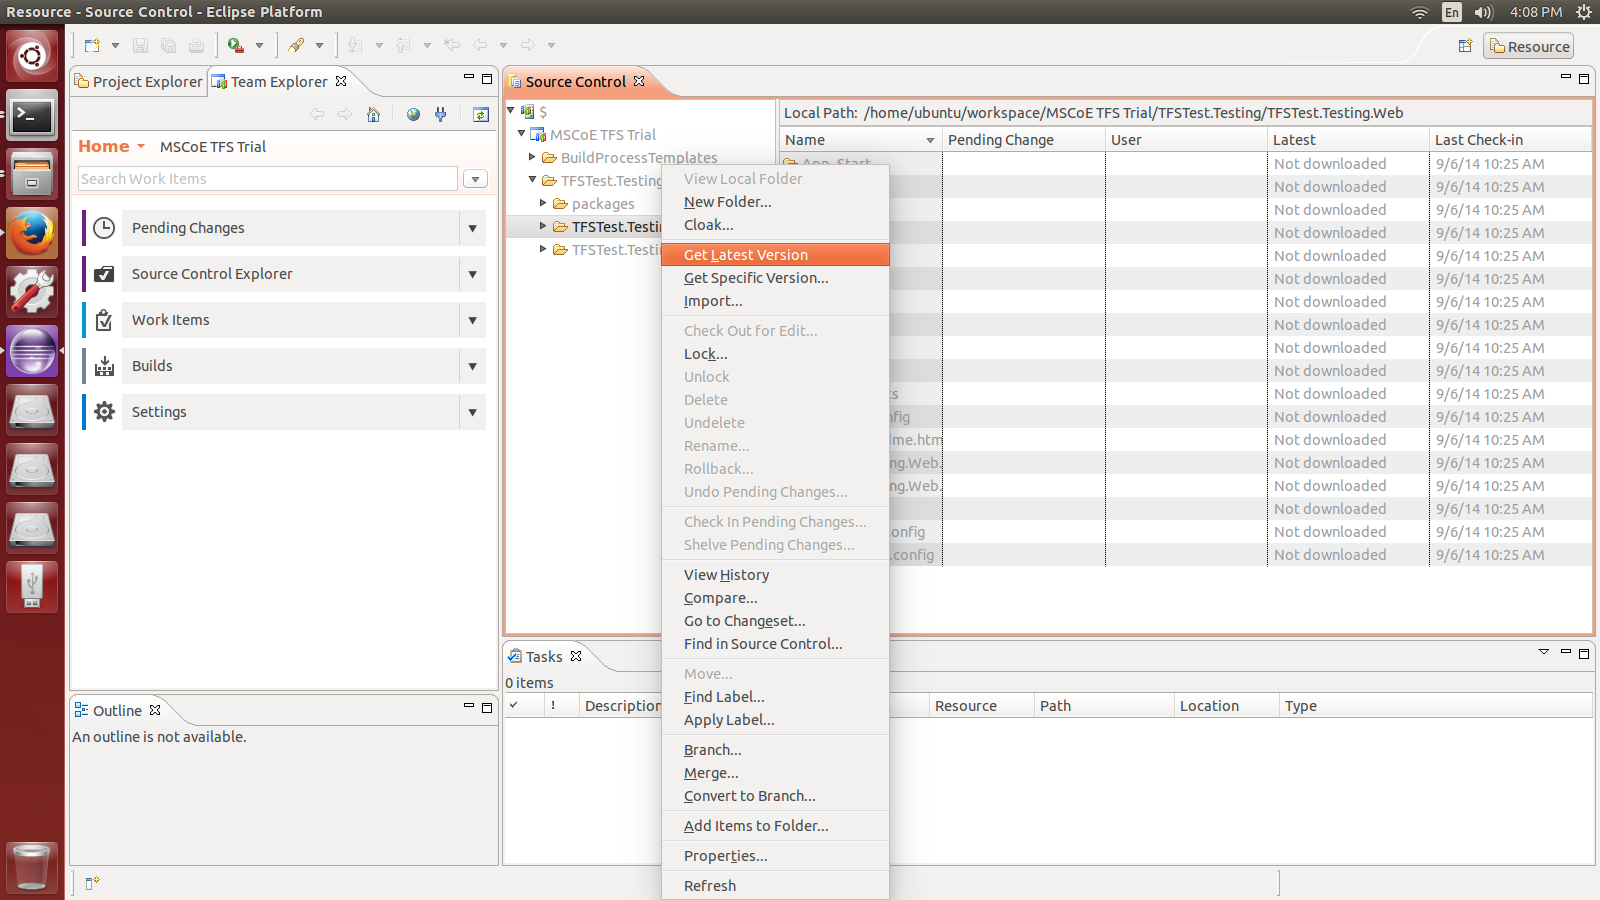 Resource - Source Control - Eclipse Platform
En
4:08 PM
Resource
Project Explorer
Team Explorer
Home
MSCoE TFS Trial
Search Work Items
Pending Changes
Source Control Explorer
Work Items
Builds
Settings
Outline
An outline is not available.
Source Control
$
MSCoE TFS Trial
BuildProcessTemplates
TFSTest.Testing
packages
TFSTest.Testin
TFSTest.Testin
Local Path: /home/ubuntu/workspace/MSCoE TFS Trial/TFSTest.Testing/TFSTest.Testing.Web
Name Pending Change User Latest Last Check-in
App_Start Not downloaded 9/6/14 10:25 AM
Not downloaded 9/6/14 10:25 AM
Not downloaded 9/6/14 10:25 AM
Not downloaded 9/6/14 10:25 AM
Not downloaded 9/6/14 10:25 AM
Not downloaded 9/6/14 10:25 AM
Not downloaded 9/6/14 10:25 AM
Not downloaded 9/6/14 10:25 AM
Not downloaded 9/6/14 10:25 AM
Not downloaded 9/6/14 10:25 AM
cs Not downloaded 9/6/14 10:25 AM
nfig Not downloaded 9/6/14 10:25 AM
dme.htm Not downloaded 9/6/14 10:25 AM
ng.Web. Not downloaded 9/6/14 10:25 AM
ng.Web. Not downloaded 9/6/14 10:25 AM
Not downloaded 9/6/14 10:25 AM
onfig Not downloaded 9/6/14 10:25 AM
.config Not downloaded 9/6/14 10:25 AM
View Local Folder
New Folder...
Cloak...
Get Latest Version
Get Specific Version...
Import...
Check Out for Edit...
Lock...
Unlock
Delete
Undelete
Rename...
Rollback...
Undo Pending Changes...
Check In Pending Changes...
Shelve Pending Changes...
View History
Compare...
Go to Changeset...
Find in Source Control...
Move...
Find Label...
Apply Label...
Branch...
Merge...
Convert to Branch...
Add Items to Folder...
Properties...
Refresh
Tasks
0 items
! Description Resource Path Location Type